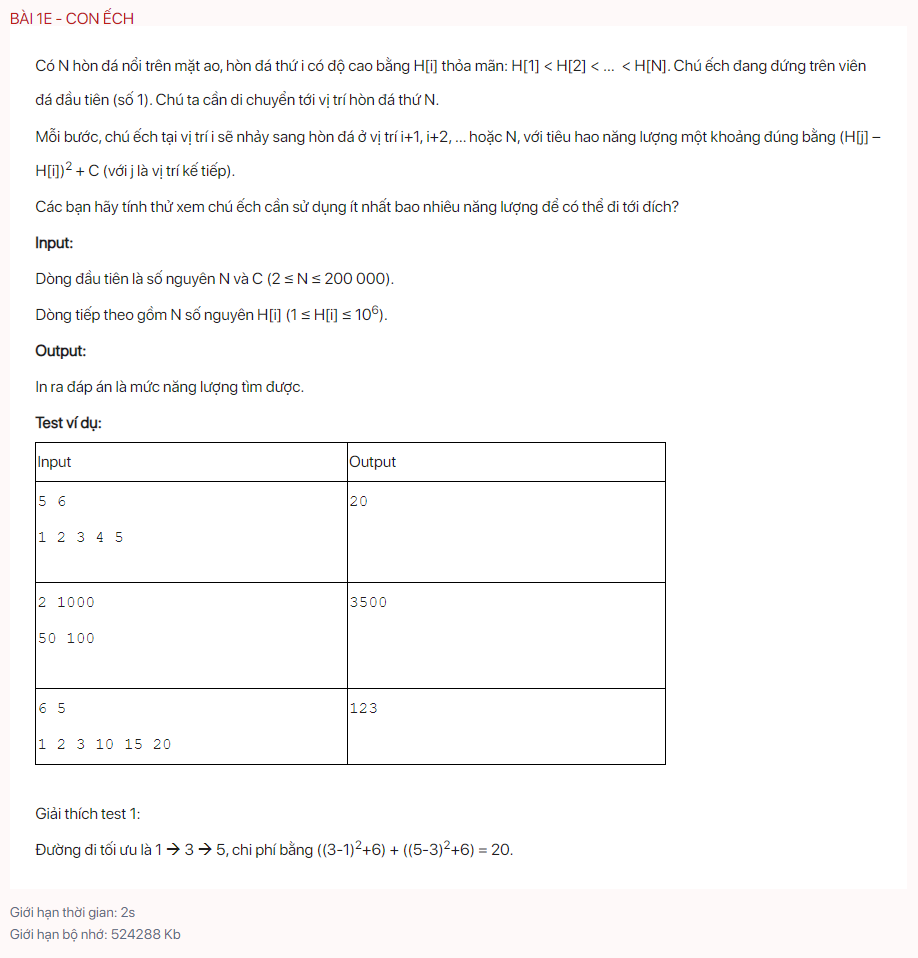 BÀI 1E - CON ẾCH
Có N hòn đá nổi trên mặt ao, hòn đá thứ i có độ cao bằng H[i] thỏa mãn: H[1] < H[2] < ... < H[N]. Chú ếch đang đứng trên viên
đá đầu tiên (số 1). Chú ta cần di chuyển tới vị trí hòn đá thứ N.
Mỗi bước, chú ếch tại vị trí i sẽ nhảy sang hòn đá ở vị trí i+1, i+2, ... hoặc N, với tiêu hao năng lượng một khoảng đúng bằng (H[j] –
H[i])² + C (với j là vị trí kế tiếp).
Các bạn hãy tính thử xem chú ếch cần sử dụng ít nhất bao nhiêu năng lượng để có thể đi tới đích?
Input:
Dòng đầu tiên là số nguyên N và C (2 ≤ N ≤ 200 000).
Dòng tiếp theo gồm N số nguyên H[i] (1 ≤ H[i] ≤ 10⁶).
Output:
In ra đáp án là mức năng lượng tìm được.
Test ví dụ:
Input Output
5 6 20
1 2 3 4 5
2 1000 3500
50 100
6 5 123
1 2 3 10 15 20
Giải thích test 1:
Đường đi tối ưu là 1 → 3 → 5, chi phí bằng ((3-1)²+6) + ((5-3)²+6) = 20.
Giới hạn thời gian: 2s
Giới hạn bộ nhớ: 524288 Kb